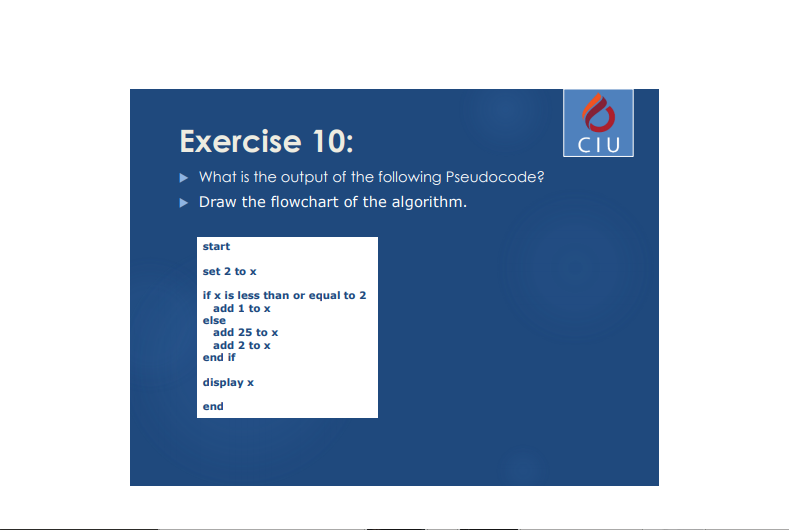 CIU
Exercise 10:
What is the output of the following Pseudocode?
Draw the flowchart of the algorithm.
start
set 2 to x
if x is less than or equal to 2
add 1 to x
else
add 25 to x
add 2 to x
end if
display x
end